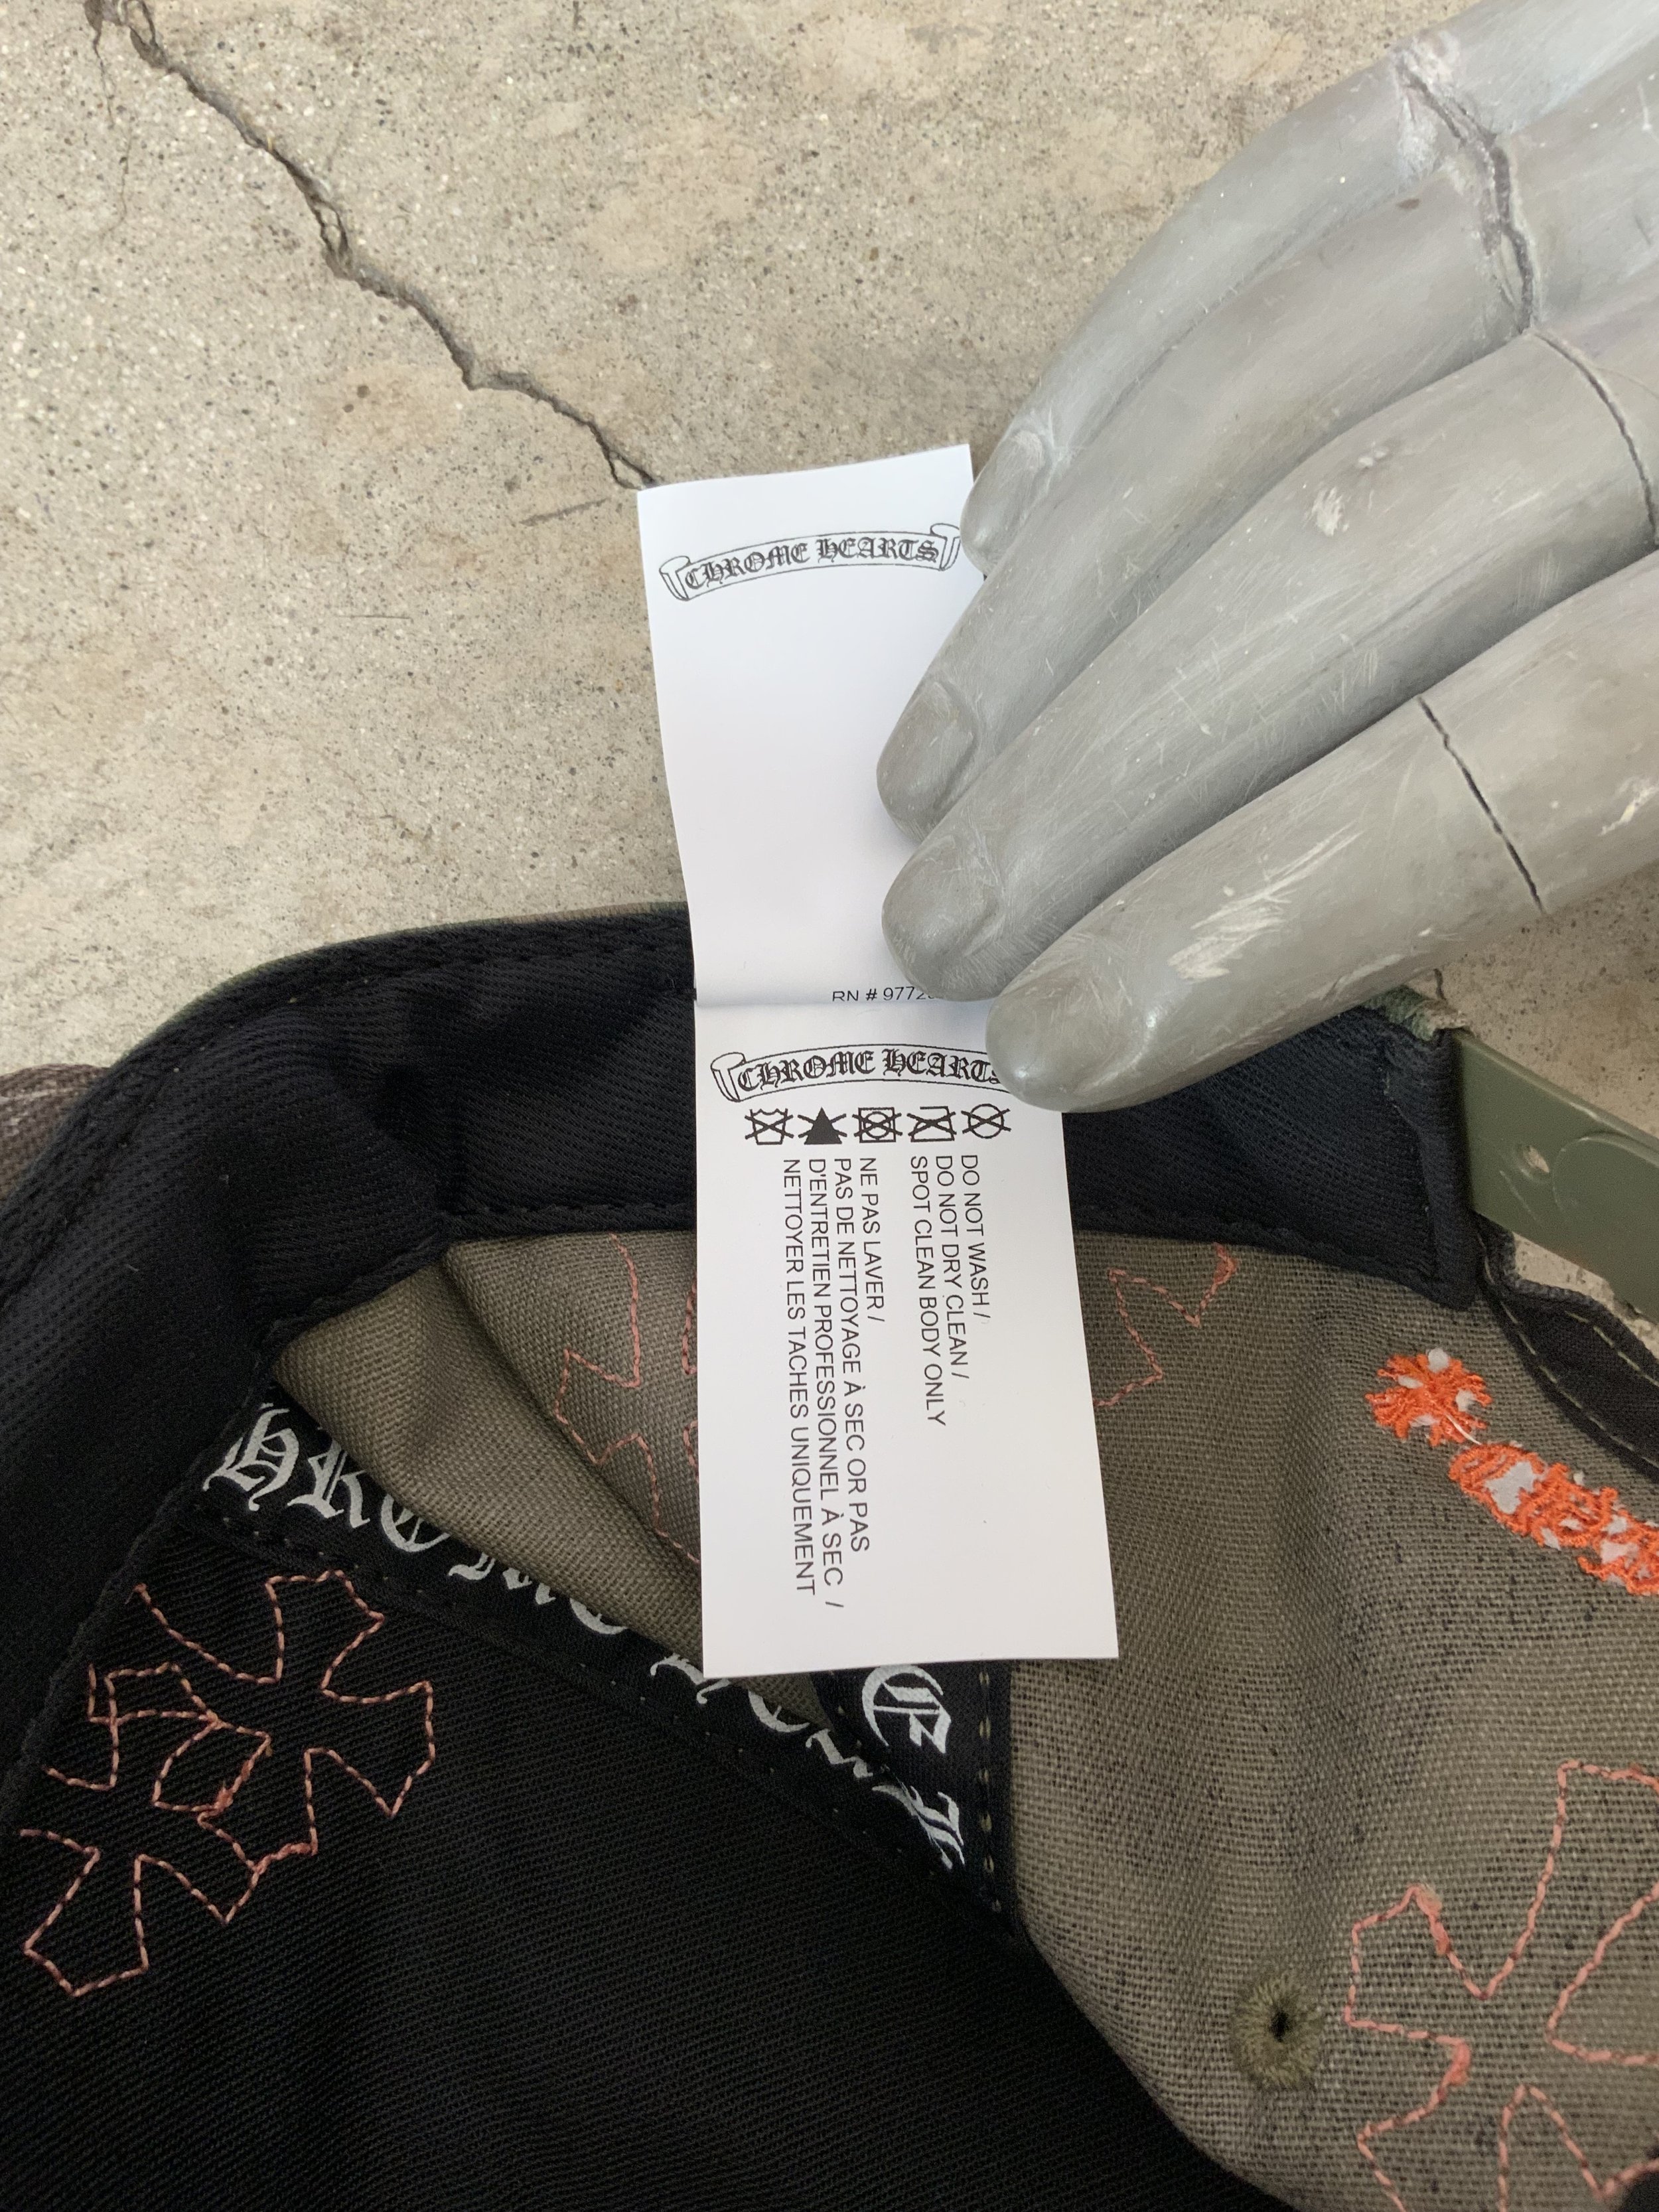 CHROME HEARTS
RN # 977
CHROME HEARTS
DO NOT WASH /
DO NOT DRY CLEAN /
SPOT CLEAN BODY ONLY
NE PAS LAVER /
PAS DE NETTOYAGE À SEC OR PAS
D'ENTRETIEN PROFESSIONNEL À SEC /
NETTOYER LES TACHES UNIQUEMENT